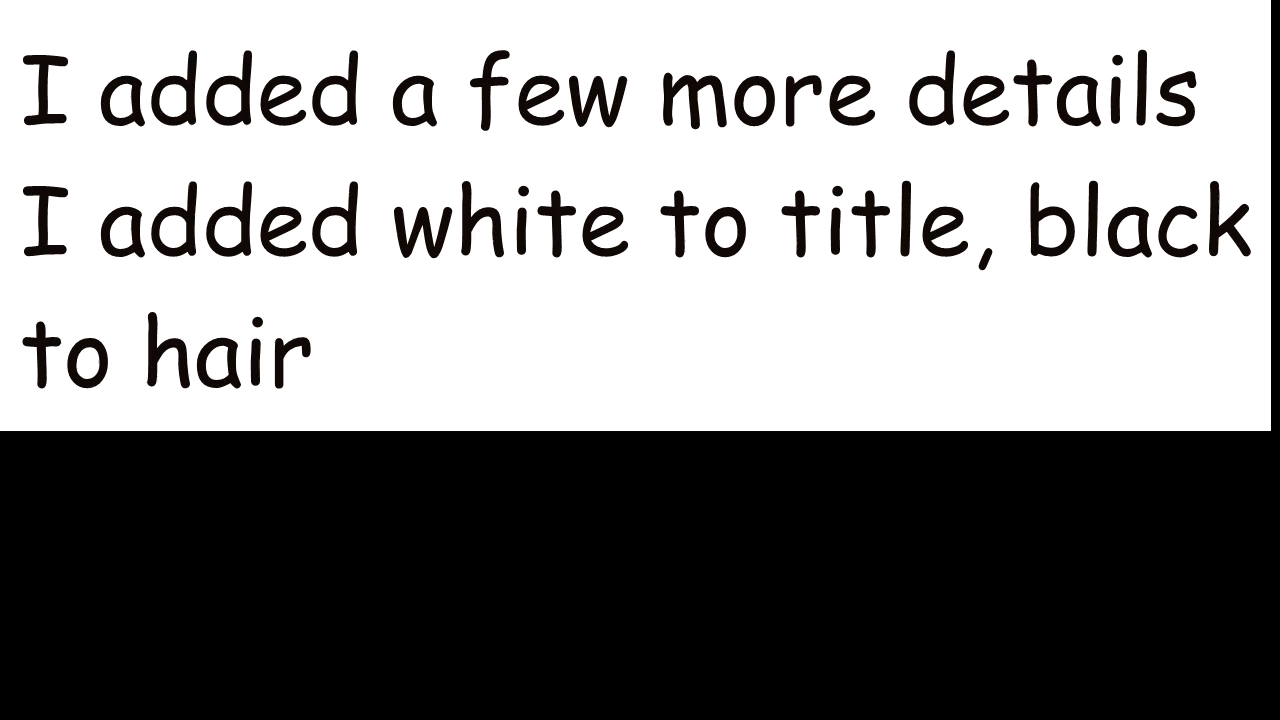 I added a few more details
I added white to title, black
to hair